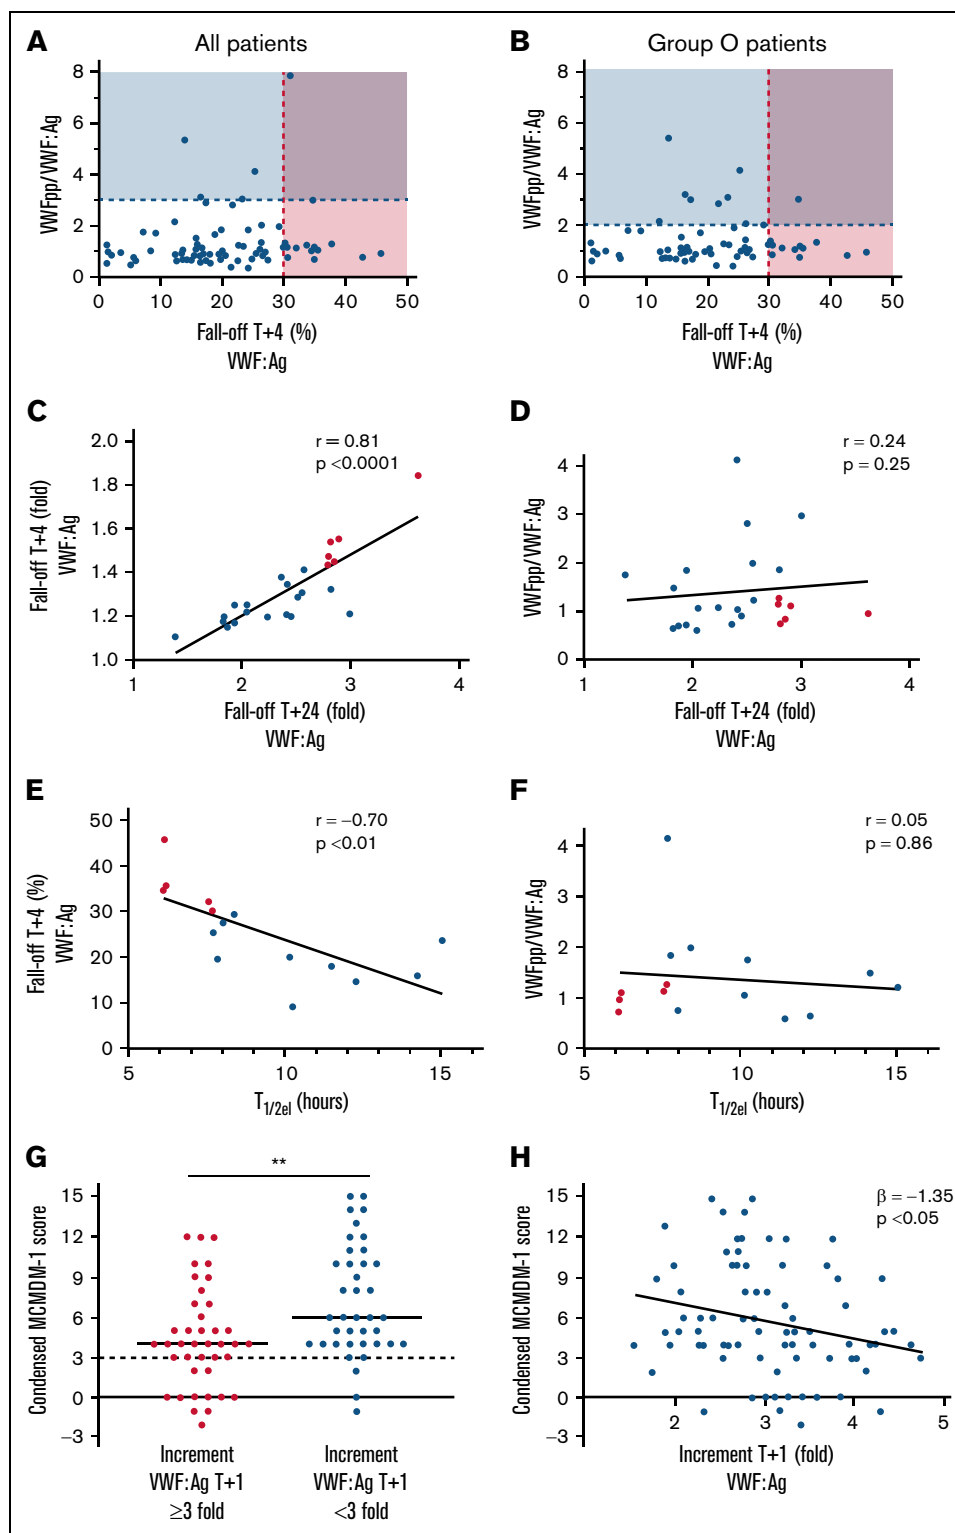 A
All patients
8
6
4
2
0
VWFpp/VWF:Ag
0 10 20 30 40 50
Fall-off T+4 (%)
VWF:Ag
B
Group O patients
8
6
4
2
0
VWFpp/VWF:Ag
0 10 20 30 40 50
Fall-off T+4 (%)
VWF:Ag
C
r = 0.81
p <0.0001
2.0
1.8
1.6
1.4
1.2
1.0
Fall-off T+4 (fold)
VWF:Ag
1 2 3 4
Fall-off T+24 (fold)
VWF:Ag
D
r = 0.24
p = 0.25
4
3
2
1
0
VWFpp/VWF:Ag
1 2 3 4
Fall-off T+24 (fold)
VWF:Ag
E
r = −0.70
p <0.01
50
40
30
20
10
0
Fall-off T+4 (%)
VWF:Ag
5 10 15
T1/2el (hours)
F
r = 0.05
p = 0.86
4
3
2
1
0
VWFpp/VWF:Ag
5 10 15
T1/2el (hours)
G
**
15
12
9
6
3
0
−3
Condensed MCMDM-1 score
Increment
VWF:Ag T+1
≥3 fold
Increment
VWF:Ag T+1
<3 fold
H
β = −1.35
p <0.05
15
12
9
6
3
0
−3
Condensed MCMDM-1 score
2 3 4 5
Increment T+1 (fold)
VWF:Ag